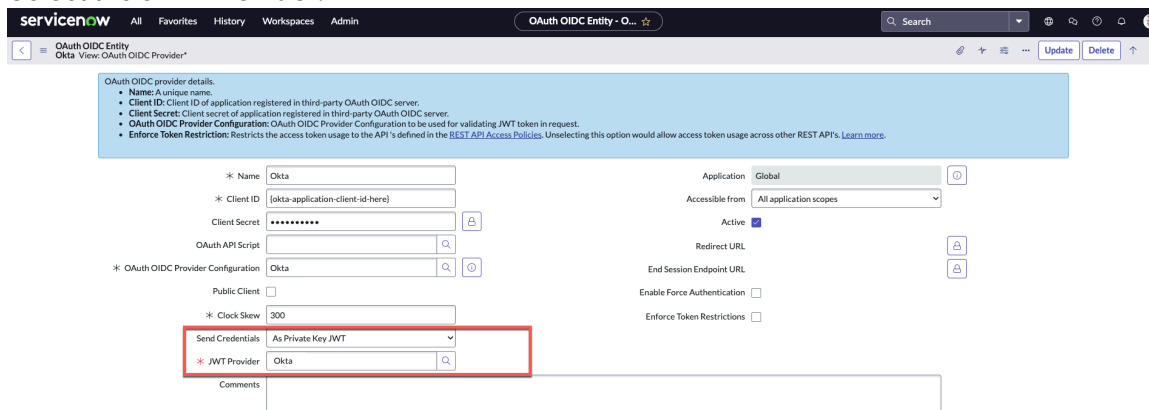 servicenow All Favorites History Workspaces Admin OAuth OIDC Entity - O... ☆ Search
OAuth OIDC Entity
Okta View: OAuth OIDC Provider*
Update Delete
OAuth OIDC provider details.
• Name: A unique name.
• Client ID: Client ID of application registered in third-party OAuth OIDC server.
• Client Secret: Client secret of application registered in third-party OAuth OIDC server.
• OAuth OIDC Provider Configuration: OAuth OIDC Provider Configuration to be used for validating JWT token in request.
• Enforce Token Restriction: Restricts the access token usage to the API 's defined in the REST API Access Policies. Unselecting this option would allow access token usage across other REST API's. Learn more.
* Name Okta
Application Global
* Client ID {okta-application-client-id-here}
Accessible from All application scopes
Client Secret ••••••••••
Active
OAuth API Script
Redirect URL
* OAuth OIDC Provider Configuration Okta
End Session Endpoint URL
Public Client
Enable Force Authentication
* Clock Skew 300
Enforce Token Restrictions
Send Credentials As Private Key JWT
* JWT Provider Okta
Comments